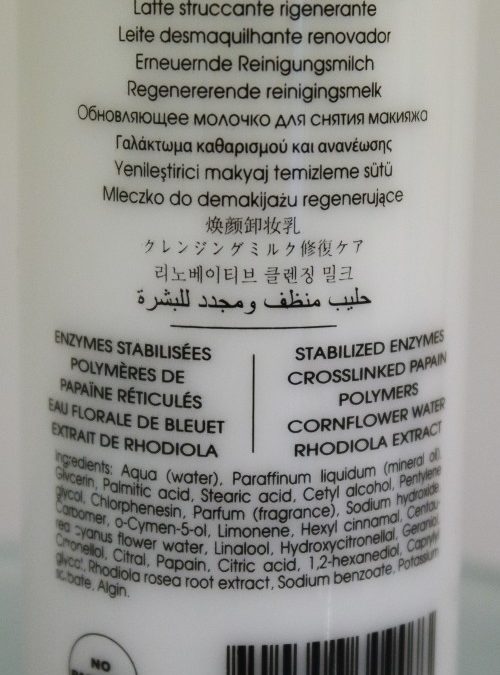 Latte struccante rigenerante
Leite desmaquilhante renovador
Erneuernde Reinigungsmilch
Regenererende reinigingsmelk
Обновляющее молочко для снятия макияжа
Γαλάκτωμα καθαρισμού και ανανέωσης
Yenileştirici makyaj temizleme sütü
Mleczko do demakijażu regenerujące
焕颜卸妆乳
クレンジングミルク修復ケア
리노베이티브 클렌징 밀크
حليب منظف ومجدد للبشرة
ENZYMES STABILISÉES
POLYMÈRES DE
PAPAÏNE RÉTICULÉS
EAU FLORALE DE BLEUET
EXTRAIT DE RHODIOLA
STABILIZED ENZYMES
CROSSLINKED PAPAIN
POLYMERS
CORNFLOWER WATER
RHODIOLA EXTRACT
Ingredients: Aqua (water), Paraffinum liquidum (mineral oil),
Glycerin, Palmitic acid, Stearic acid, Cetyl alcohol, Pentylene
glycol, Chlorphenesin, Parfum (fragrance), Sodium hydroxide,
Carbomer, o-Cymen-5-ol, Limonene, Hexyl cinnamal, Centau-
rea cyanus flower water, Linalool, Hydroxycitronellal, Geraniol,
Citronellol, Citral, Papain, Citric acid, 1,2-hexanediol, Caprylyl
glycol, Rhodiola rosea root extract, Sodium benzoate, Potassium
sorbate, Algin.
NO